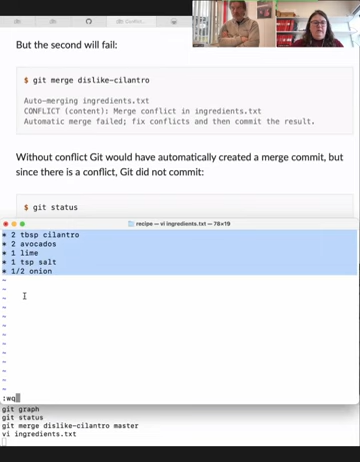 But the second will fail:
$ git merge dislike-cilantro
Auto-merging ingredients.txt
CONFLICT (content): Merge conflict in ingredients.txt
Automatic merge failed; fix conflicts and then commit the result.
Without conflict Git would have automatically created a merge commit, but
since there is a conflict, Git did not commit:
$ git status
recipe — vi ingredients.txt — 78×19
* 2 tbsp cilantro
* 2 avocados
* 1 lime
* 1 tsp salt
* 1/2 onion
~
~
~
~
~
~
~
~
~
~
~
~
~
:wq
git graph
git status
git merge dislike-cilantro master
vi ingredients.txt